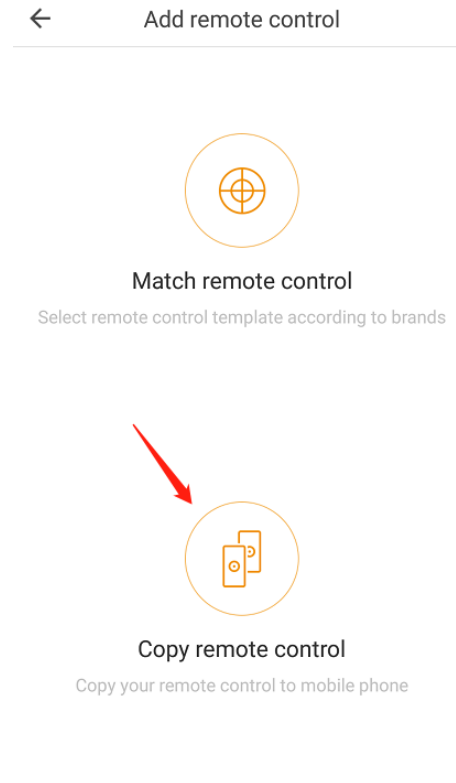 Add remote control
Match remote control
Select remote control template according to brands
Copy remote control
Copy your remote control to mobile phone